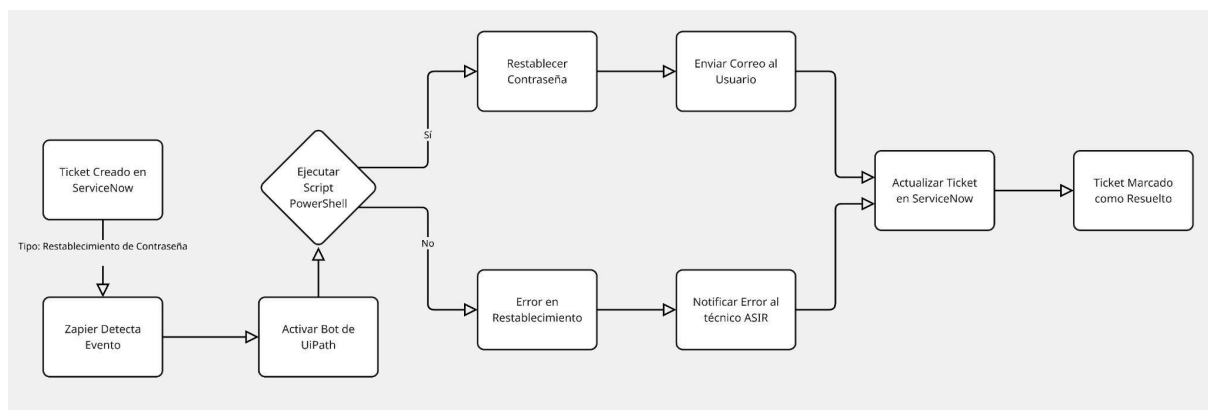 Ticket Creado en
ServiceNow
Tipo: Restablecimiento de Contraseña
Zapier Detecta
Evento
Activar Bot de
UiPath
Ejecutar
Script
PowerShell
Sí
Restablecer
Contraseña
Enviar Correo al
Usuario
No
Error en
Restablecimiento
Notificar Error al
técnico ASIR
Actualizar Ticket
en ServiceNow
Ticket Marcado
como Resuelto